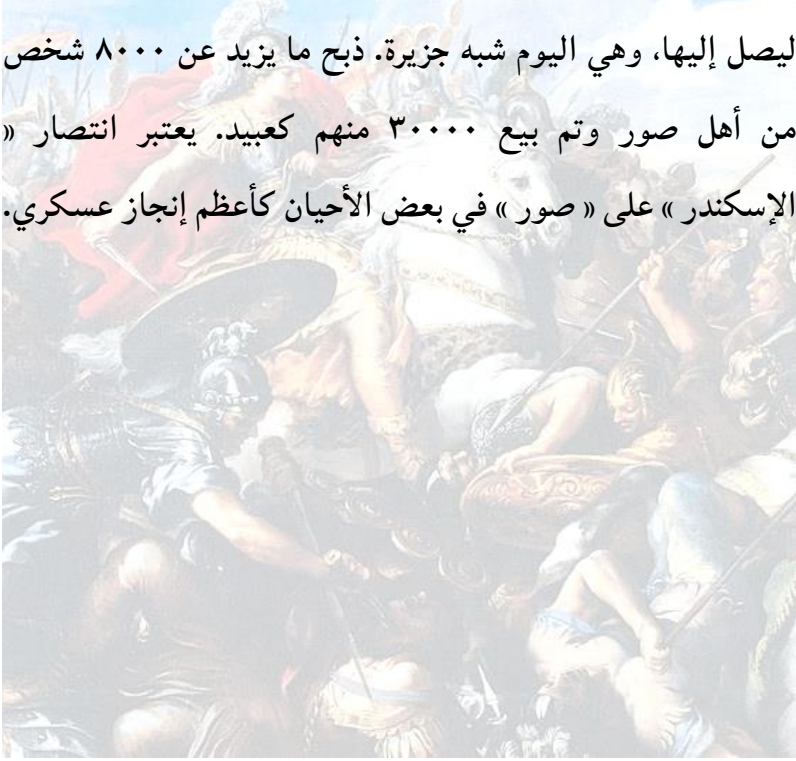 ليصل إليها، وهي اليوم شبه جزيرة. ذبح ما يزيد عن ٨٠٠٠ شخص
من أهل صور وتم بيع ٣٠٠٠٠ منهم كعبيد. يعتبر انتصار «
الإسكندر » على « صور » في بعض الأحيان كأعظم إنجاز عسكري.